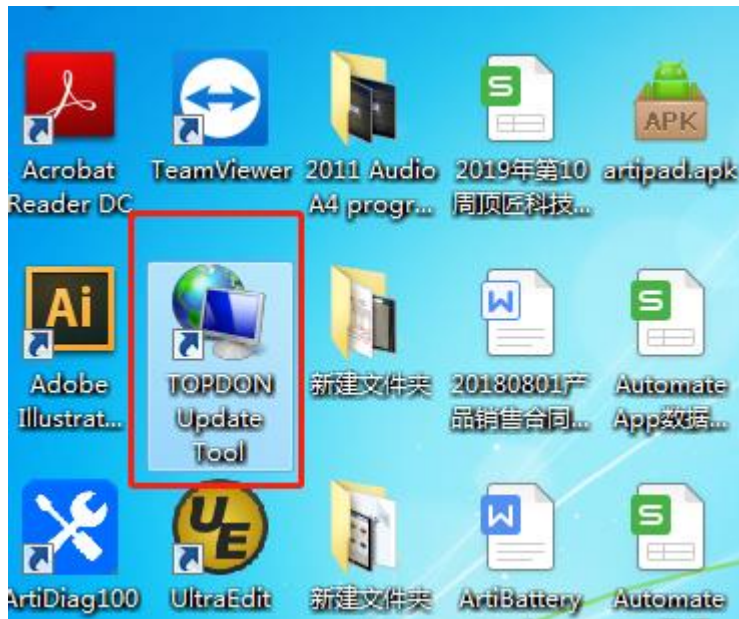 Acrobat
Reader DC
TeamViewer
2011 Audio
A4 progr...
S
2019年第10
周顶匠科技...
APK
artipad.apk
Ai
Adobe
Illustrat...
TOPDON
Update
Tool
新建文件夹
W
20180801产
品销售合同...
S
Automate
App数据...
ArtiDiag100
UE
UltraEdit
新建文件夹
W
ArtiBattery
S
Automate